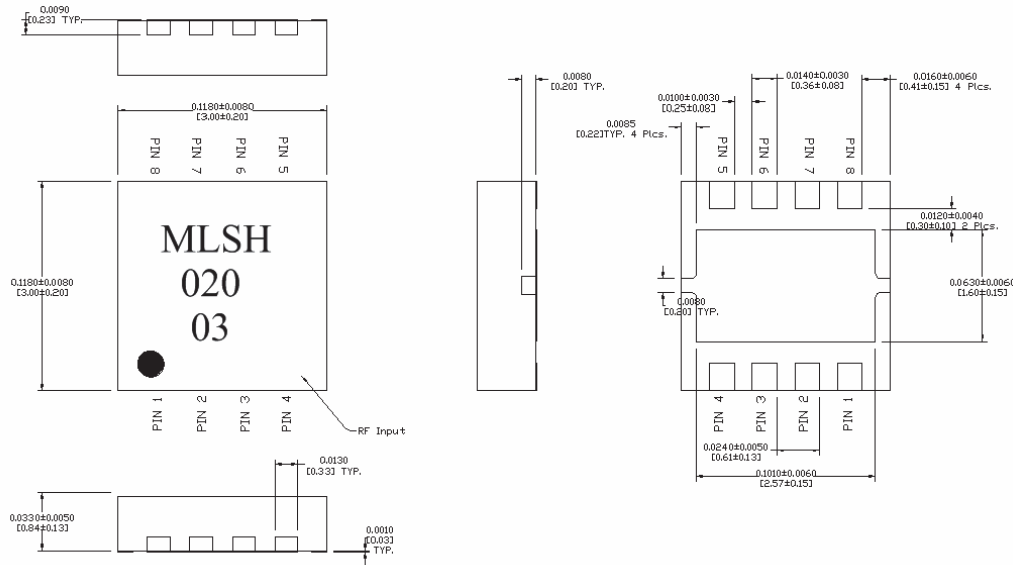 0.0090
[0.23] TYP.
0.1180±0.0080
[3.00±0.20]
PIN 8
PIN 7
PIN 6
PIN 5
MLSH
020
03
0.1180±0.0080
[3.00±0.20]
PIN 1
PIN 2
PIN 3
PIN 4
RF Input
0.0130
[0.33] TYP.
0.0330±0.0050
[0.84±0.13]
0.0010
[0.03]
TYP.
0.0080
[0.20] TYP.
0.0140±0.0030
[0.36±0.08]
0.0160±0.0060
[0.41±0.15] 4 Plcs.
0.0100±0.0030
[0.25±0.08]
0.0085
[0.22]TYP. 4 Plcs.
PIN 5
PIN 6
PIN 7
PIN 8
0.0120±0.0040
[0.30±0.10] 2 Plcs.
0.0630±0.0060
[1.60±0.15]
0.0080
[0.20] TYP.
PIN 4
PIN 3
PIN 2
PIN 1
0.0240±0.0050
[0.61±0.13]
0.1010±0.0060
[2.57±0.15]